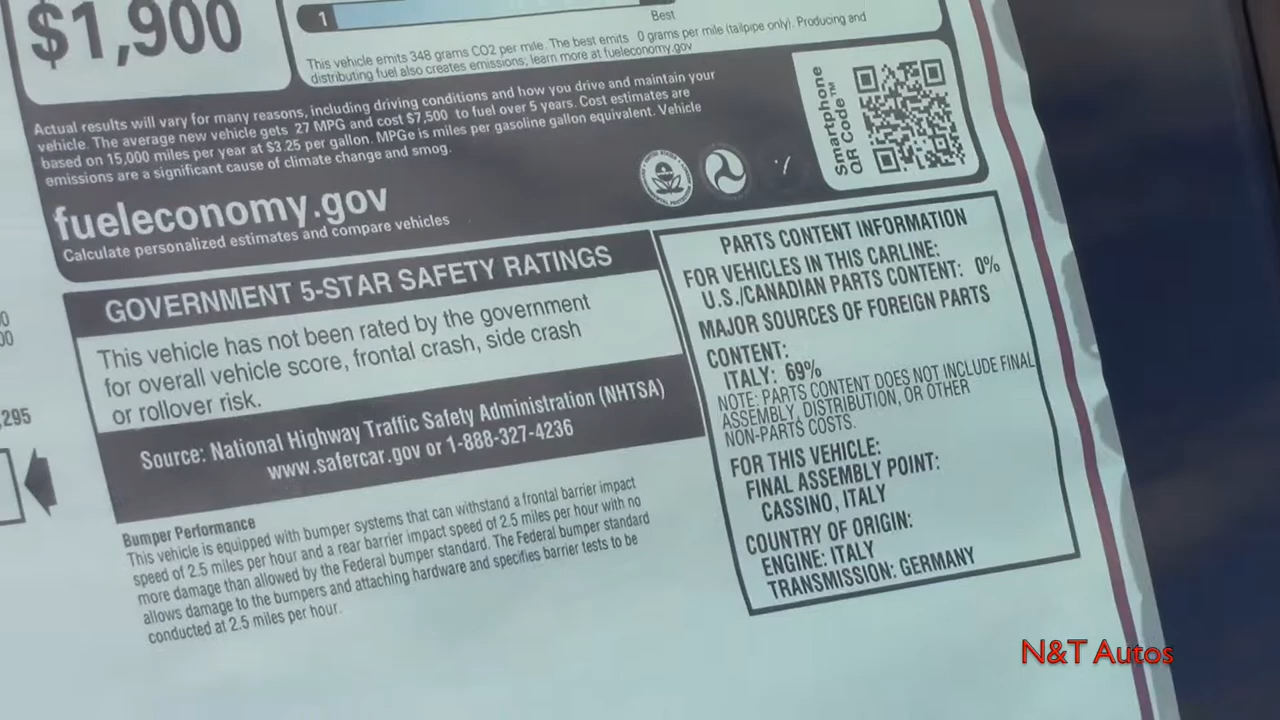 $1,900
1
Best
This vehicle emits 348 grams CO2 per mile. The best emits 0 grams per mile (tailpipe only). Producing and
distributing fuel also creates emissions; learn more at fueleconomy.gov
Actual results will vary for many reasons, including driving conditions and how you drive and maintain your
vehicle. The average new vehicle gets 27 MPG and cost $7,500 to fuel over 5 years. Cost estimates are
based on 15,000 miles per year at $3.25 per gallon. MPGe is miles per gasoline gallon equivalent. Vehicle
emissions are a significant cause of climate change and smog.
fueleconomy.gov
Calculate personalized estimates and compare vehicles
Smartphone
QR Code™
GOVERNMENT 5-STAR SAFETY RATINGS
This vehicle has not been rated by the government
for overall vehicle score, frontal crash, side crash
or rollover risk.
Source: National Highway Traffic Safety Administration (NHTSA)
www.safercar.gov or 1-888-327-4236
,295
Bumper Performance
This vehicle is equipped with bumper systems that can withstand a frontal barrier impact
speed of 2.5 miles per hour and a rear barrier impact speed of 2.5 miles per hour with no
more damage than allowed by the Federal bumper standard. The Federal bumper standard
allows damage to the bumpers and attaching hardware and specifies barrier tests to be
conducted at 2.5 miles per hour.
PARTS CONTENT INFORMATION
FOR VEHICLES IN THIS CARLINE:
U.S./CANADIAN PARTS CONTENT: 0%
MAJOR SOURCES OF FOREIGN PARTS
CONTENT:
ITALY: 69%
NOTE: PARTS CONTENT DOES NOT INCLUDE FINAL
ASSEMBLY, DISTRIBUTION, OR OTHER
NON-PARTS COSTS.
FOR THIS VEHICLE:
FINAL ASSEMBLY POINT:
CASSINO, ITALY
COUNTRY OF ORIGIN:
ENGINE: ITALY
TRANSMISSION: GERMANY
N&T Autos